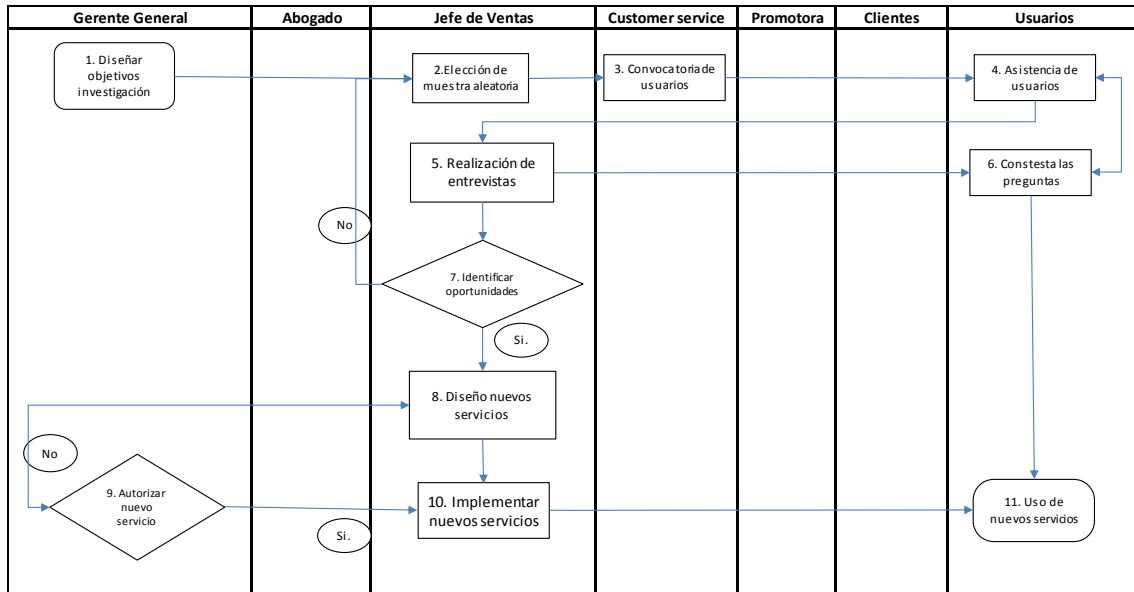 Gerente General
Abogado
Jefe de Ventas
Customer service
Promotora
Clientes
Usuarios
1. Diseñar
objetivos
investigación
2.Elección de
muestra aleatoria
3. Convocatoria de
usuarios
4. Asistencia de
usuarios
5. Realización de
entrevistas
6. Constesta las
preguntas
No
7. Identificar
oportunidades
Si.
8. Diseño nuevos
servicios
No
9. Autorizar
nuevo
servicio
Si.
10. Implementar
nuevos servicios
11. Uso de
nuevos servicios